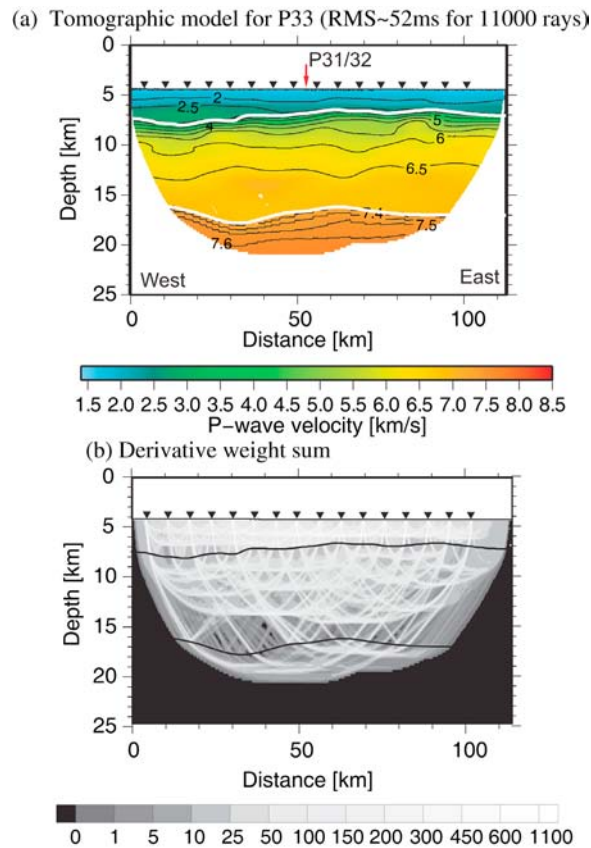 (a) Tomographic model for P33 (RMS~52ms for 11000 rays)
P31/32
0
5
10
15
20
25
Depth [km]
2
2.5
4
5
6
6.5
7.4
7.5
7.6
West
East
0 50 100
Distance [km]
1.5 2.0 2.5 3.0 3.5 4.0 4.5 5.0 5.5 6.0 6.5 7.0 7.5 8.0 8.5
P-wave velocity [km/s]
(b) Derivative weight sum
0
5
10
15
20
25
Depth [km]
0 50 100
Distance [km]
0 1 5 10 25 50 100 150 200 300 450 600 1100